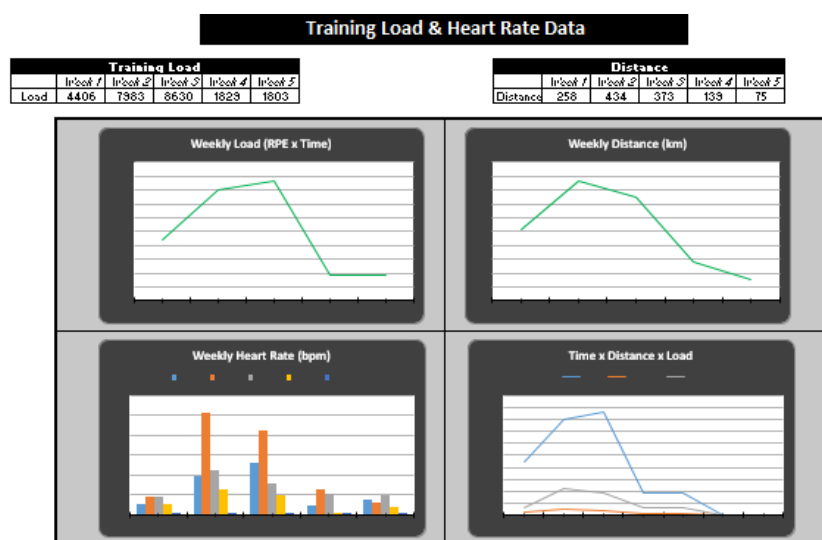 Training Load & Heart Rate Data
Training Load
Week 1 Week 2 Week 3 Week 4 Week 5
Load 4406 7983 8630 1829 1803
Distance
Week 1 Week 2 Week 3 Week 4 Week 5
Distance 258 434 373 139 75
Weekly Load (RPE x Time)
Weekly Distance (km)
Weekly Heart Rate (bpm)
Time x Distance x Load